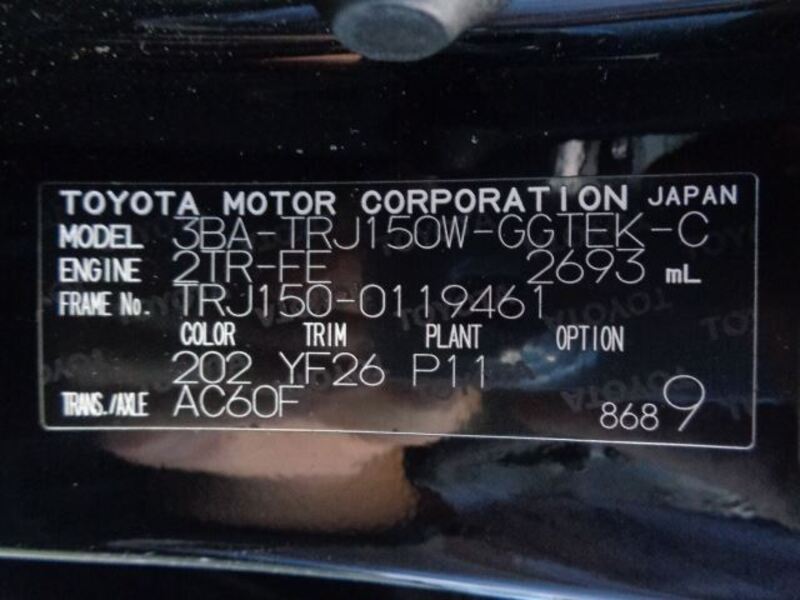 TOYOTA MOTOR CORPORATION JAPAN
MODEL 3BA-TRJ150W-GGTEK-C
ENGINE 2TR-FE 2693 mL
FRAME No. TRJ150-0119461
COLOR TRIM PLANT OPTION
202 YF26 P11
TRANS./AXLE AC60F
868 9